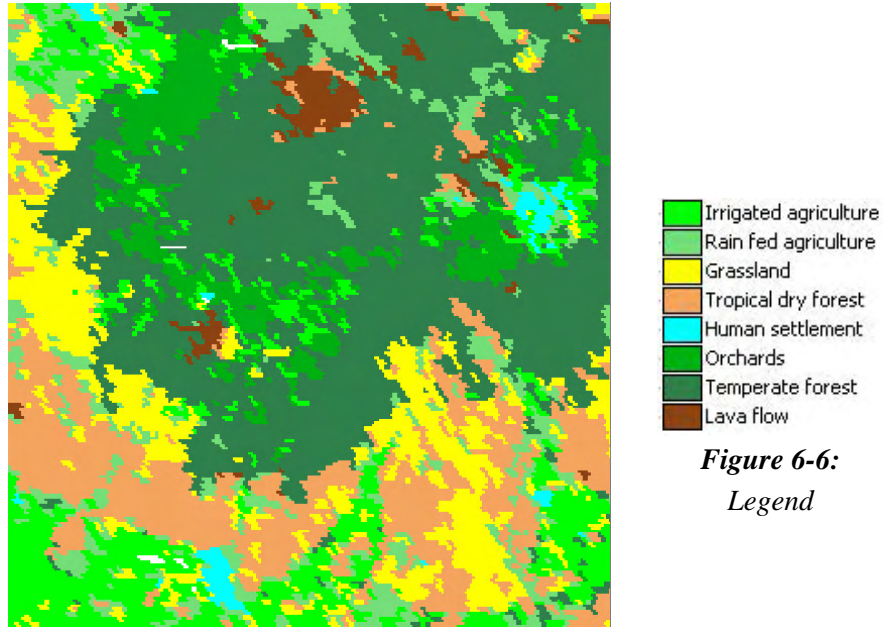 Irrigated agriculture
Rain fed agriculture
Grassland
Tropical dry forest
Human settlement
Orchards
Temperate forest
Lava flow
Figure 6-6:
Legend